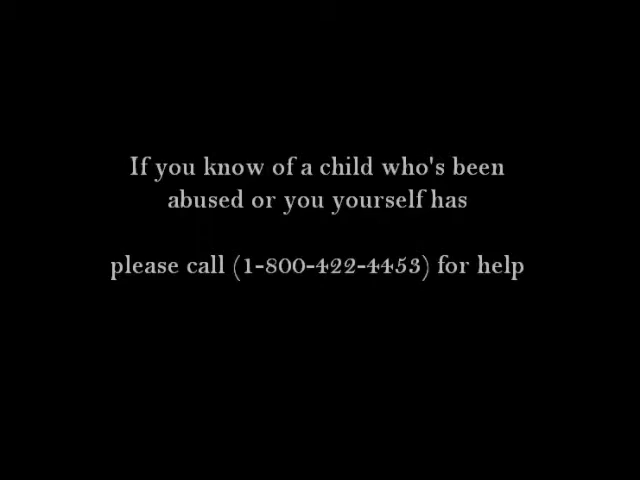 If you know of a child who's been
abused or you yourself has
please call (1-800-422-4453) for help